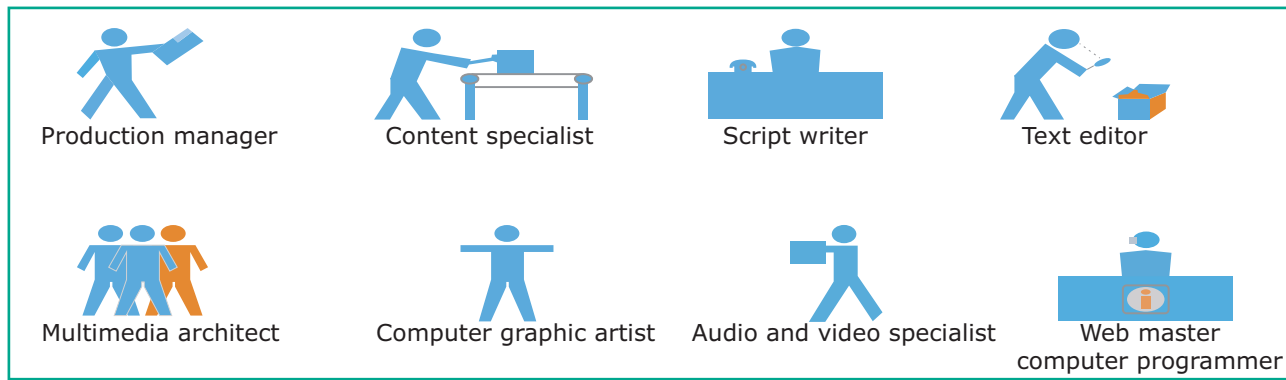 Production manager
Content specialist
Script writer
Text editor
Multimedia architect
Computer graphic artist
Audio and video specialist
Web master
computer programmer